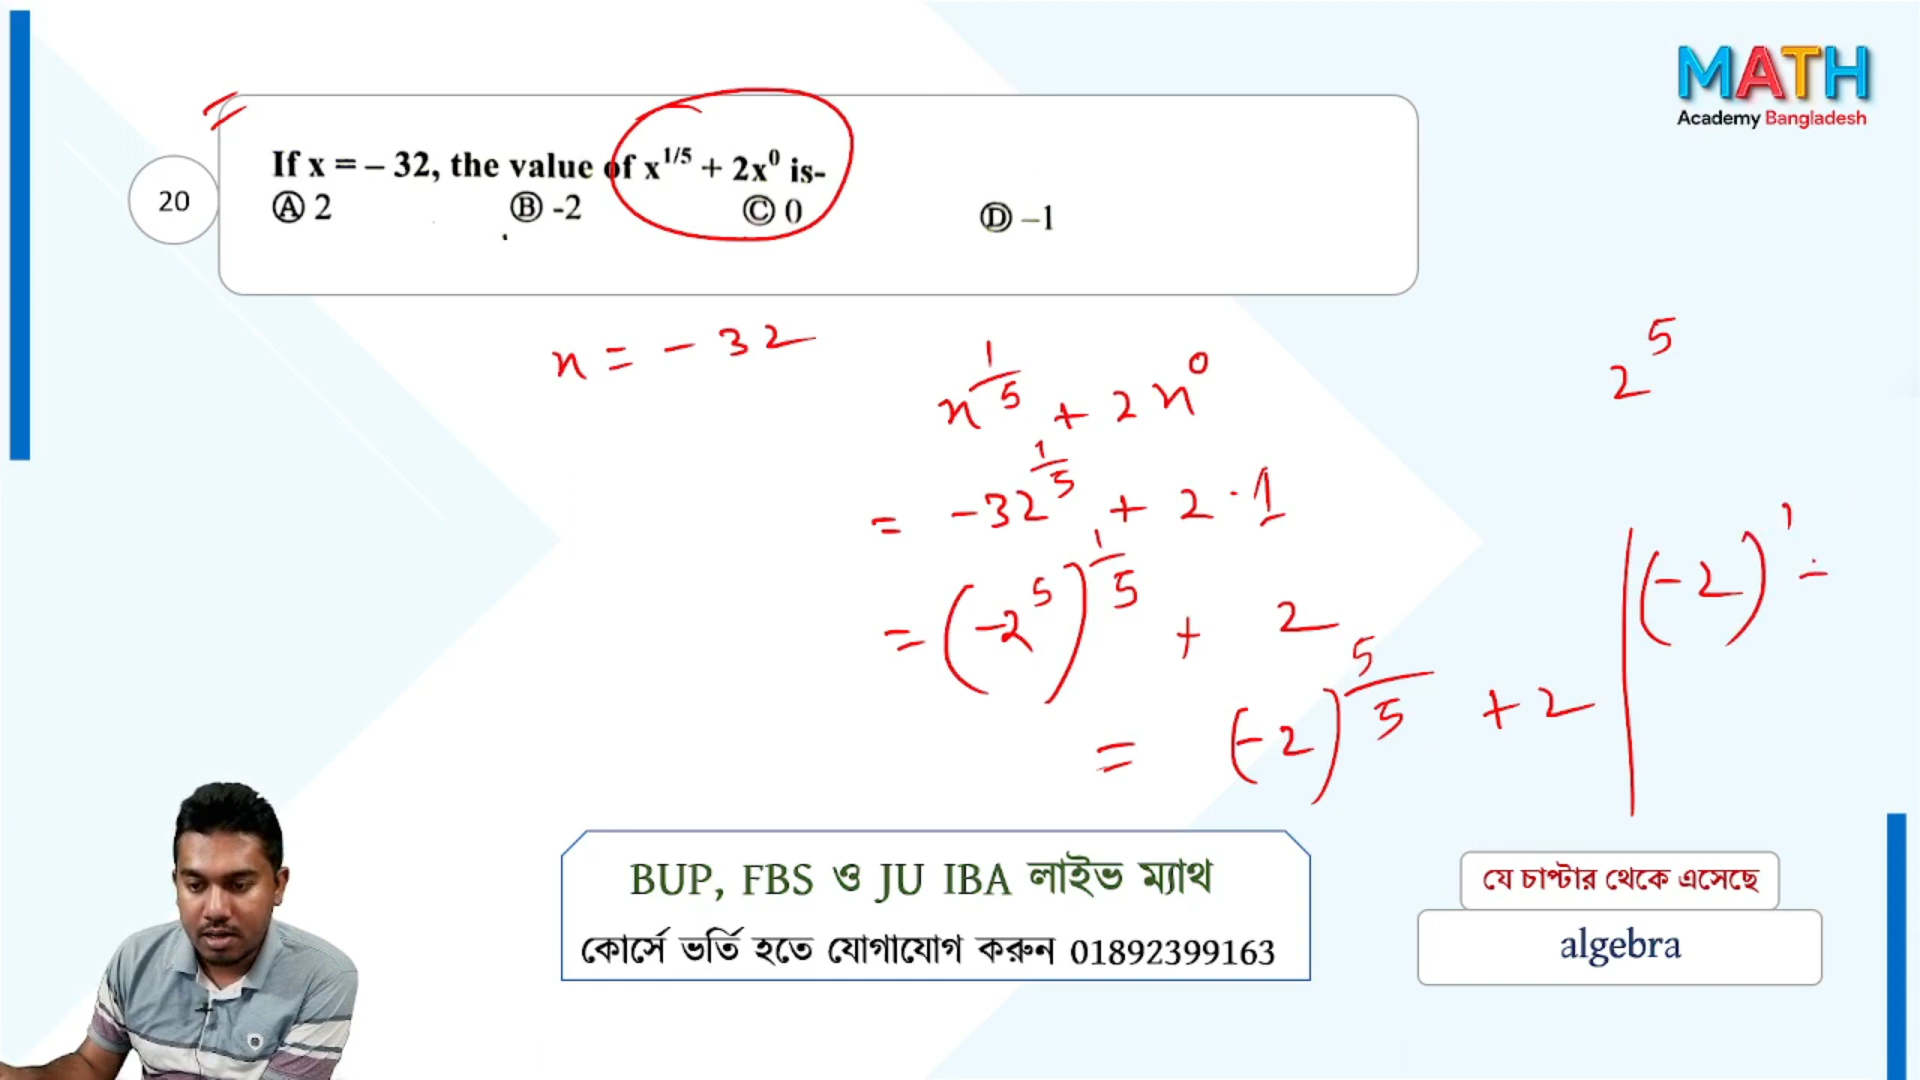 MATH
Academy Bangladesh
20
If x = – 32, the value of x^{1/5} + 2x^0 is-
Ⓐ 2 Ⓑ -2 Ⓒ 0 Ⓓ –1
x = - 32
x^{1/5} + 2x^0
= -32^{1/5} + 2 · 1
= (-2^5)^{1/5} + 2
= (-2)^{5/5} + 2
2^5
(-2)^1 =
BUP, FBS ও JU IBA লাইভ ম্যাথ
কোর্সে ভর্তি হতে যোগাযোগ করুন 01892399163
যে চাপ্টার থেকে এসেছে
algebra